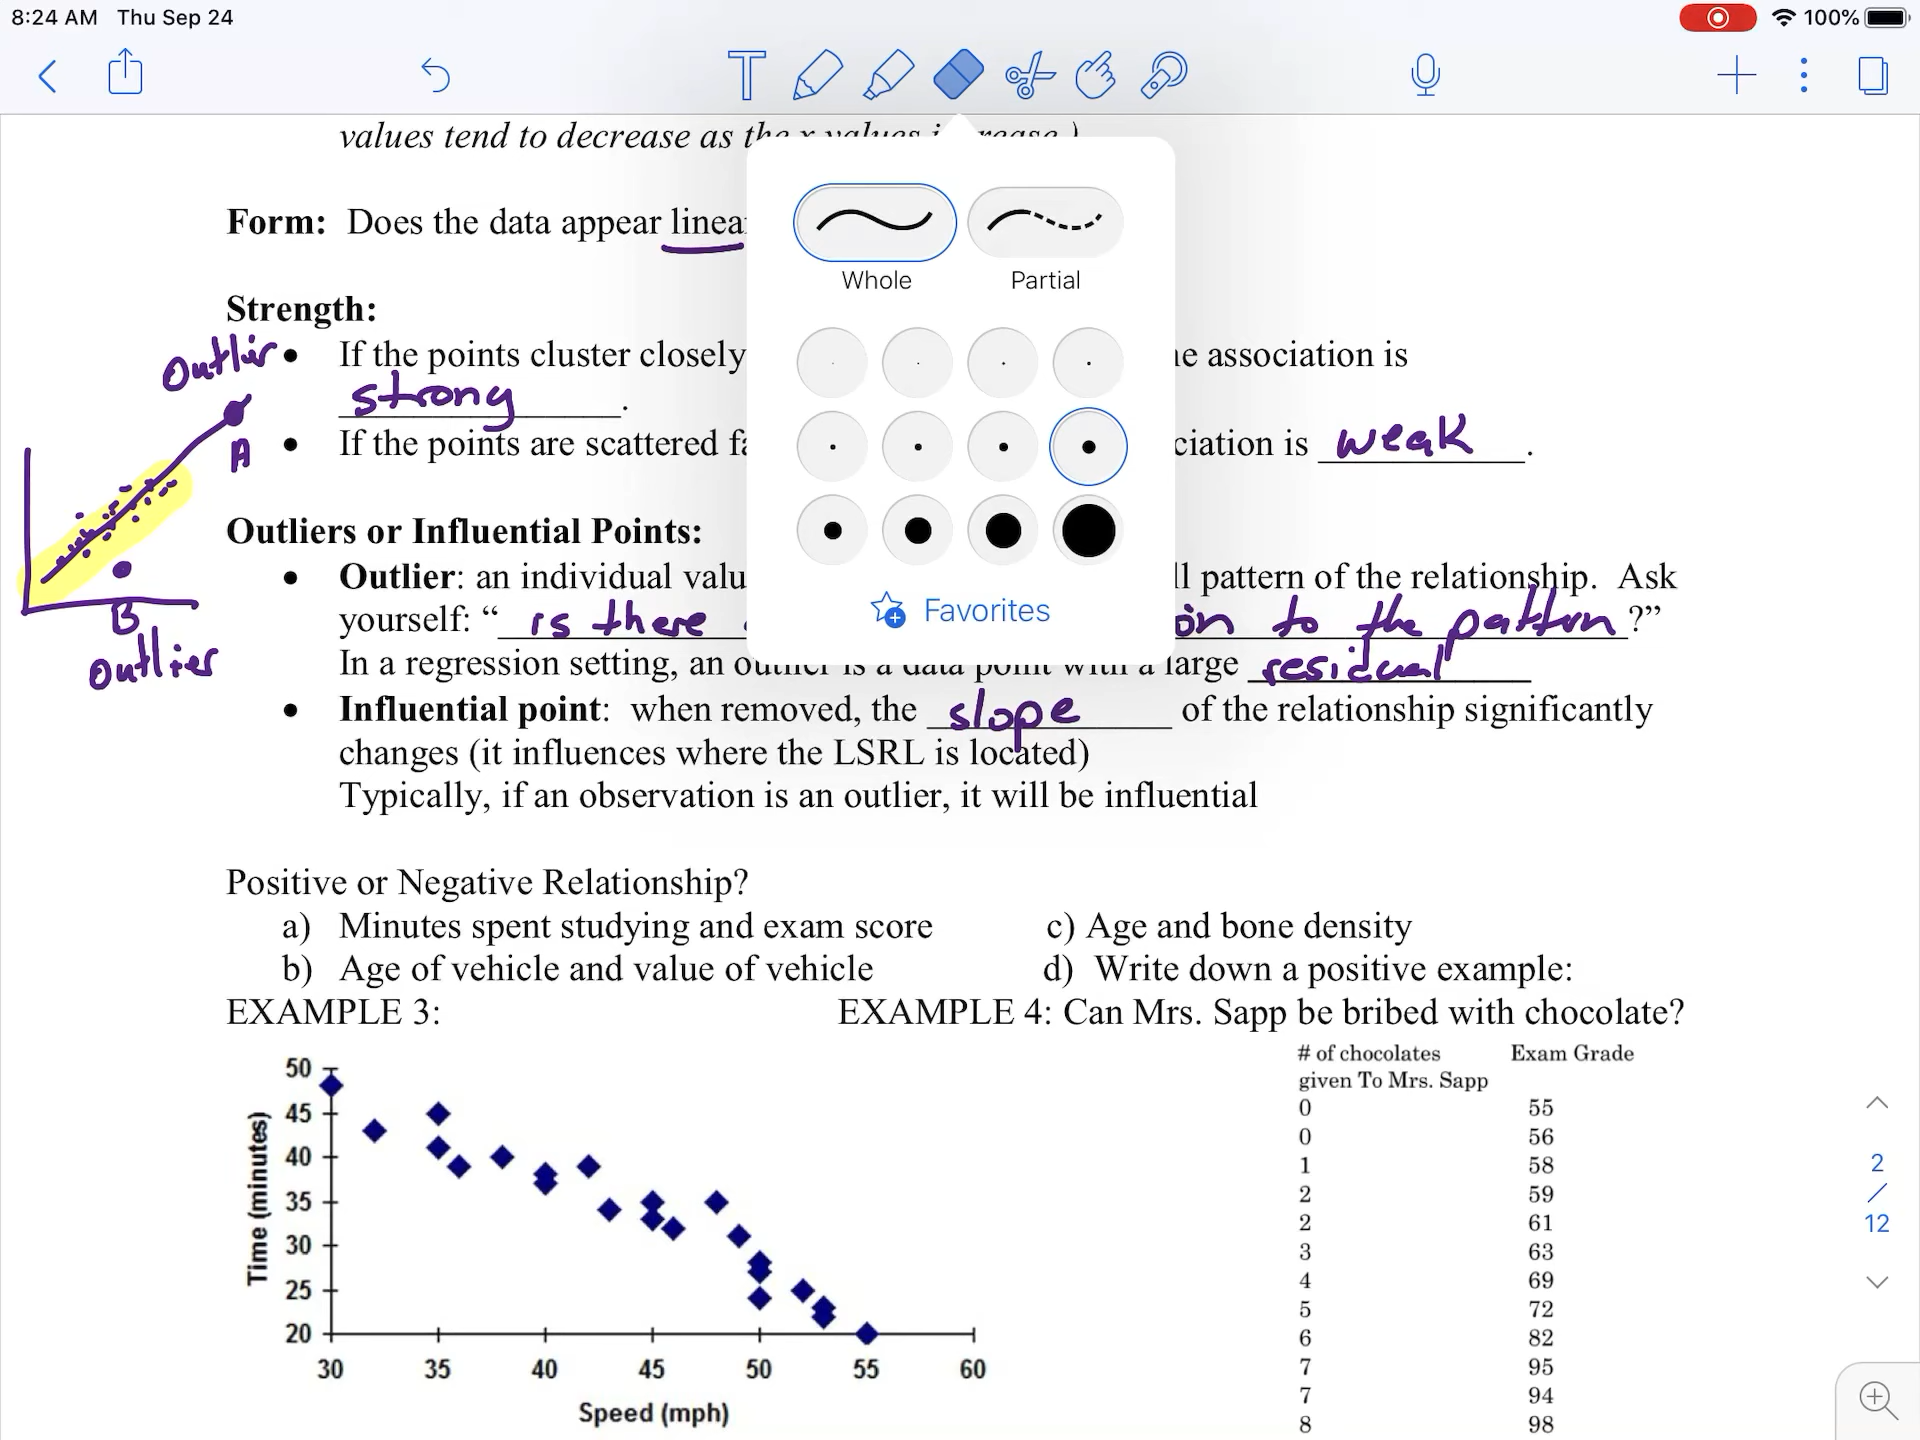 8:24 AM Thu Sep 24
100%
T
values tend to decrease as the x values increase.)
Form: Does the data appear linea
Whole
Partial
Strength:
Outlier
• If the points cluster closely
e association is
strong.
A
• If the points are scattered fa
ciation is weak.
Outliers or Influential Points:
• Outlier: an individual valu
ll pattern of the relationship. Ask
yourself: “ is there
on to the pattern ?”
Favorites
B
outlier
In a regression setting, an outlier is a data point with a large residual
• Influential point: when removed, the slope of the relationship significantly
changes (it influences where the LSRL is located)
Typically, if an observation is an outlier, it will be influential
Positive or Negative Relationship?
a) Minutes spent studying and exam score
c) Age and bone density
b) Age of vehicle and value of vehicle
d) Write down a positive example:
EXAMPLE 3:
EXAMPLE 4: Can Mrs. Sapp be bribed with chocolate?
Time (minutes)
50
45
40
35
30
25
20
30 35 40 45 50 55 60
Speed (mph)
# of chocolates Exam Grade
given To Mrs. Sapp
0 55
0 56
1 58
2 59
2 61
3 63
4 69
5 72
6 82
7 95
7 94
8 98
2
/
12